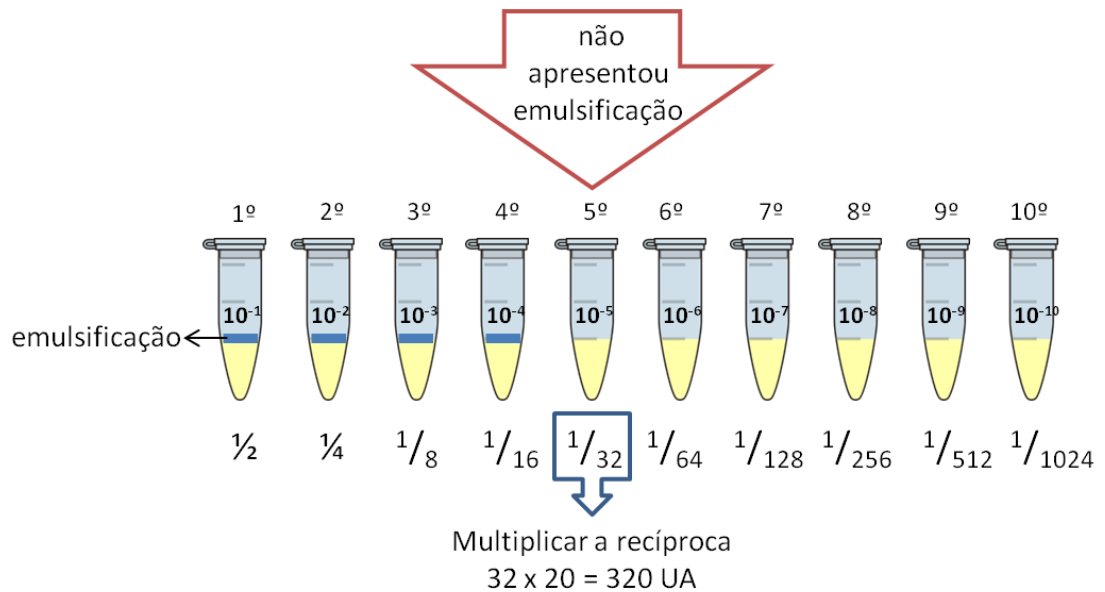 não
apresentou
emulsificação
1º 2º 3º 4º 5º 6º 7º 8º 9º 10º
10⁻¹ 10⁻² 10⁻³ 10⁻⁴ 10⁻⁵ 10⁻⁶ 10⁻⁷ 10⁻⁸ 10⁻⁹ 10⁻¹⁰
emulsificação
½ ¼ 1/8 1/16 1/32 1/64 1/128 1/256 1/512 1/1024
Multiplicar a recíproca
32 x 20 = 320 UA